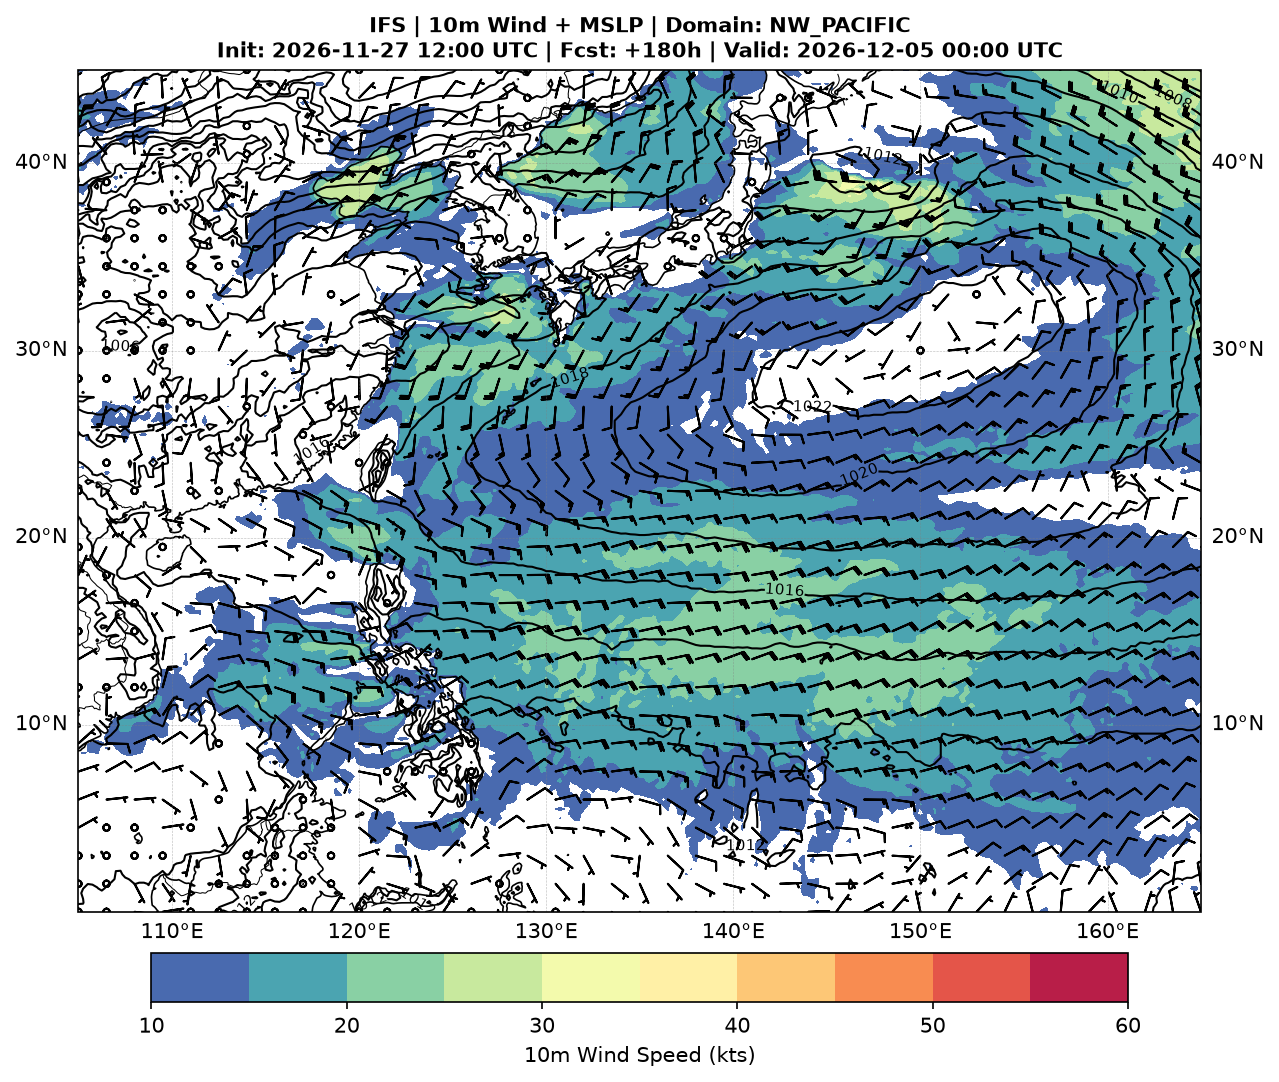 IFS | 10m Wind + MSLP | Domain: NW_PACIFIC
Init: 2026-11-27 12:00 UTC | Fcst: +180h | Valid: 2026-12-05 00:00 UTC
1010
1008
40°N
1012
40°N
30°N
1006
30°N
1018
1022
1020
20°N
20°N
1016
10°N
10°N
1012
110°E
120°E
130°E
140°E
150°E
160°E
10
20
30
40
50
60
10m Wind Speed (kts)